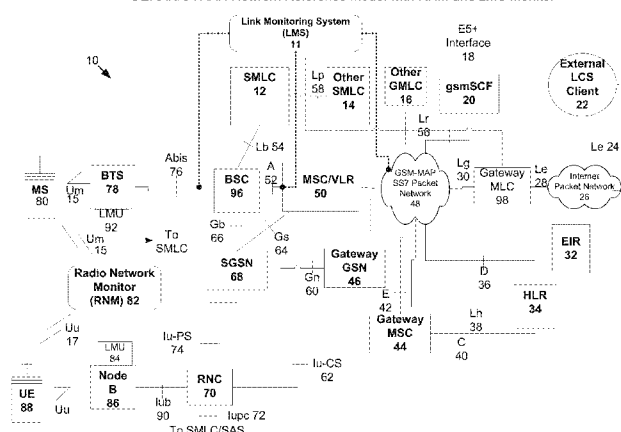 Link Monitoring System
(LMS)
11
E5+
Interface
18
10
SMLC
12
Lp
58
Other
SMLC
14
Other
GMLC
16
gsmSCF
20
External
LCS
Client
22
Lr
56
Lb 54
Abis
76
A
52
Le 24
MS
80
Um
15
BTS
78
BSC
96
MSC/VLR
50
GSM-MAP
SS7 Packet
Network
48
Lg
30
Gateway
MLC
98
Le
28
Internet
Packet Network
26
LMU
92
Um
15
To
SMLC
Gb
66
Gs
64
SGSN
68
Gateway
GSN
46
Gn
60
EIR
32
D
36
Radio Network
Monitor
(RNM) 82
E
42
HLR
34
Gateway
MSC
44
Lh
38
C
40
Uu
17
Iu-PS
74
LMU
84
Iu-CS
62
UE
88
Uu
Node
B
86
Iub
90
RNC
70
Iupc 72
To SMLC/SAS